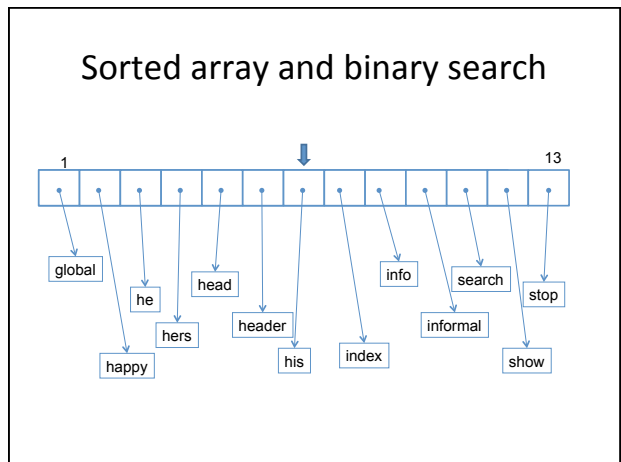 Sorted array and binary search
1
13
global
happy
he
hers
head
header
his
index
info
informal
search
show
stop